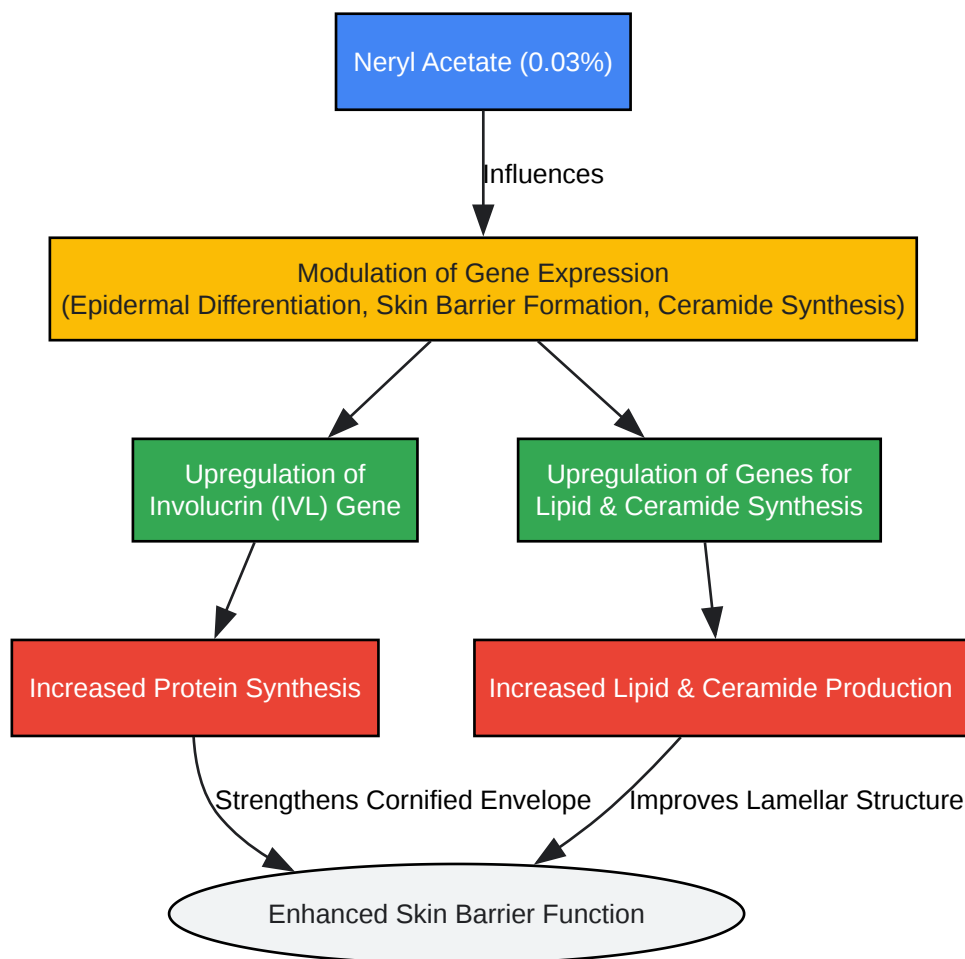 Neryl Acetate (0.03%)
Influences
Modulation of Gene Expression
(Epidermal Differentiation, Skin Barrier Formation, Ceramide Synthesis)
Upregulation of
Involucrin (IVL) Gene
Upregulation of Genes for
Lipid & Ceramide Synthesis
Increased Protein Synthesis
Increased Lipid & Ceramide Production
Strengthens Cornified Envelope
Improves Lamellar Structure
Enhanced Skin Barrier Function